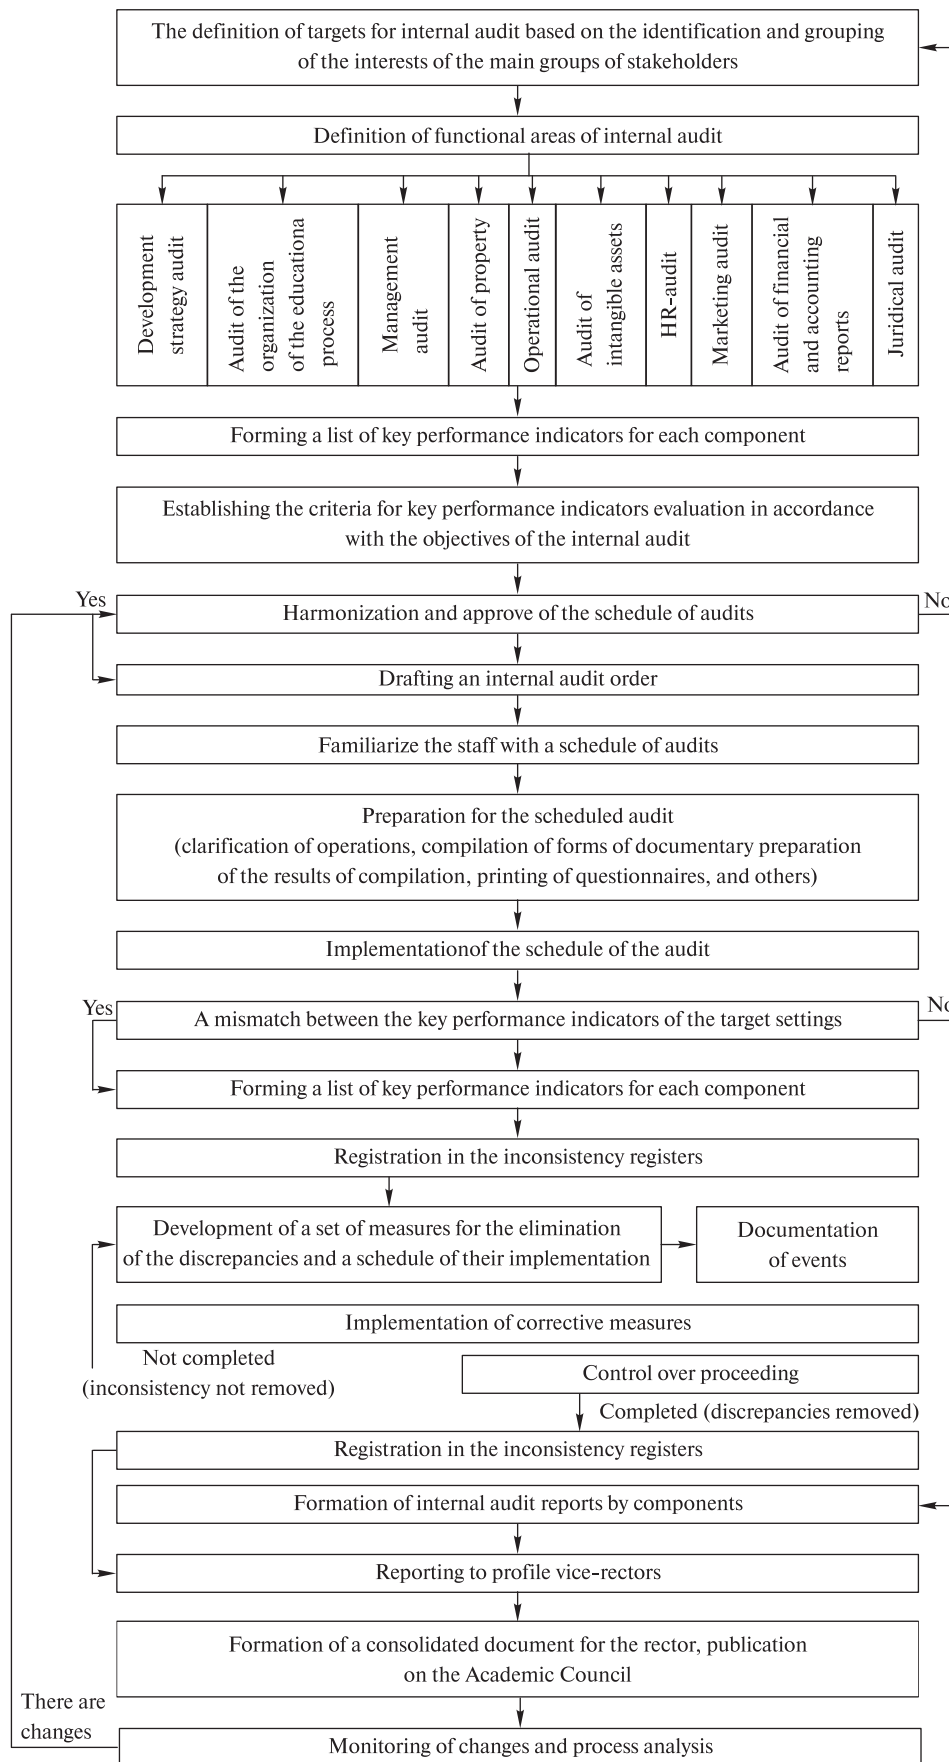 The definition of targets for internal audit based on the identification and grouping
of the interests of the main groups of stakeholders
Definition of functional areas of internal audit
Development
strategy audit
Audit of the
organization
of the educationa
process
Management
audit
Audit of property
Operational audit
Audit of
intangible assets
HR-audit
Marketing audit
Audit of financial
and accounting
reports
Juridical audit
Forming a list of key performance indicators for each component
Establishing the criteria for key performance indicators evaluation in accordance
with the objectives of the internal audit
Yes
Harmonization and approve of the schedule of audits
No
Drafting an internal audit order
Familiarize the staff with a schedule of audits
Preparation for the scheduled audit
(clarification of operations, compilation of forms of documentary preparation
of the results of compilation, printing of questionnaires, and others)
Implementationof the schedule of the audit
Yes
A mismatch between the key performance indicators of the target settings
No
Forming a list of key performance indicators for each component
Registration in the inconsistency registers
Development of a set of measures for the elimination
of the discrepancies and a schedule of their implementation
Documentation
of events
Implementation of corrective measures
Not completed
(inconsistency not removed)
Control over proceeding
Completed (discrepancies removed)
Registration in the inconsistency registers
Formation of internal audit reports by components
Reporting to profile vice-rectors
Formation of a consolidated document for the rector, publication
on the Academic Council
There are
changes
Monitoring of changes and process analysis